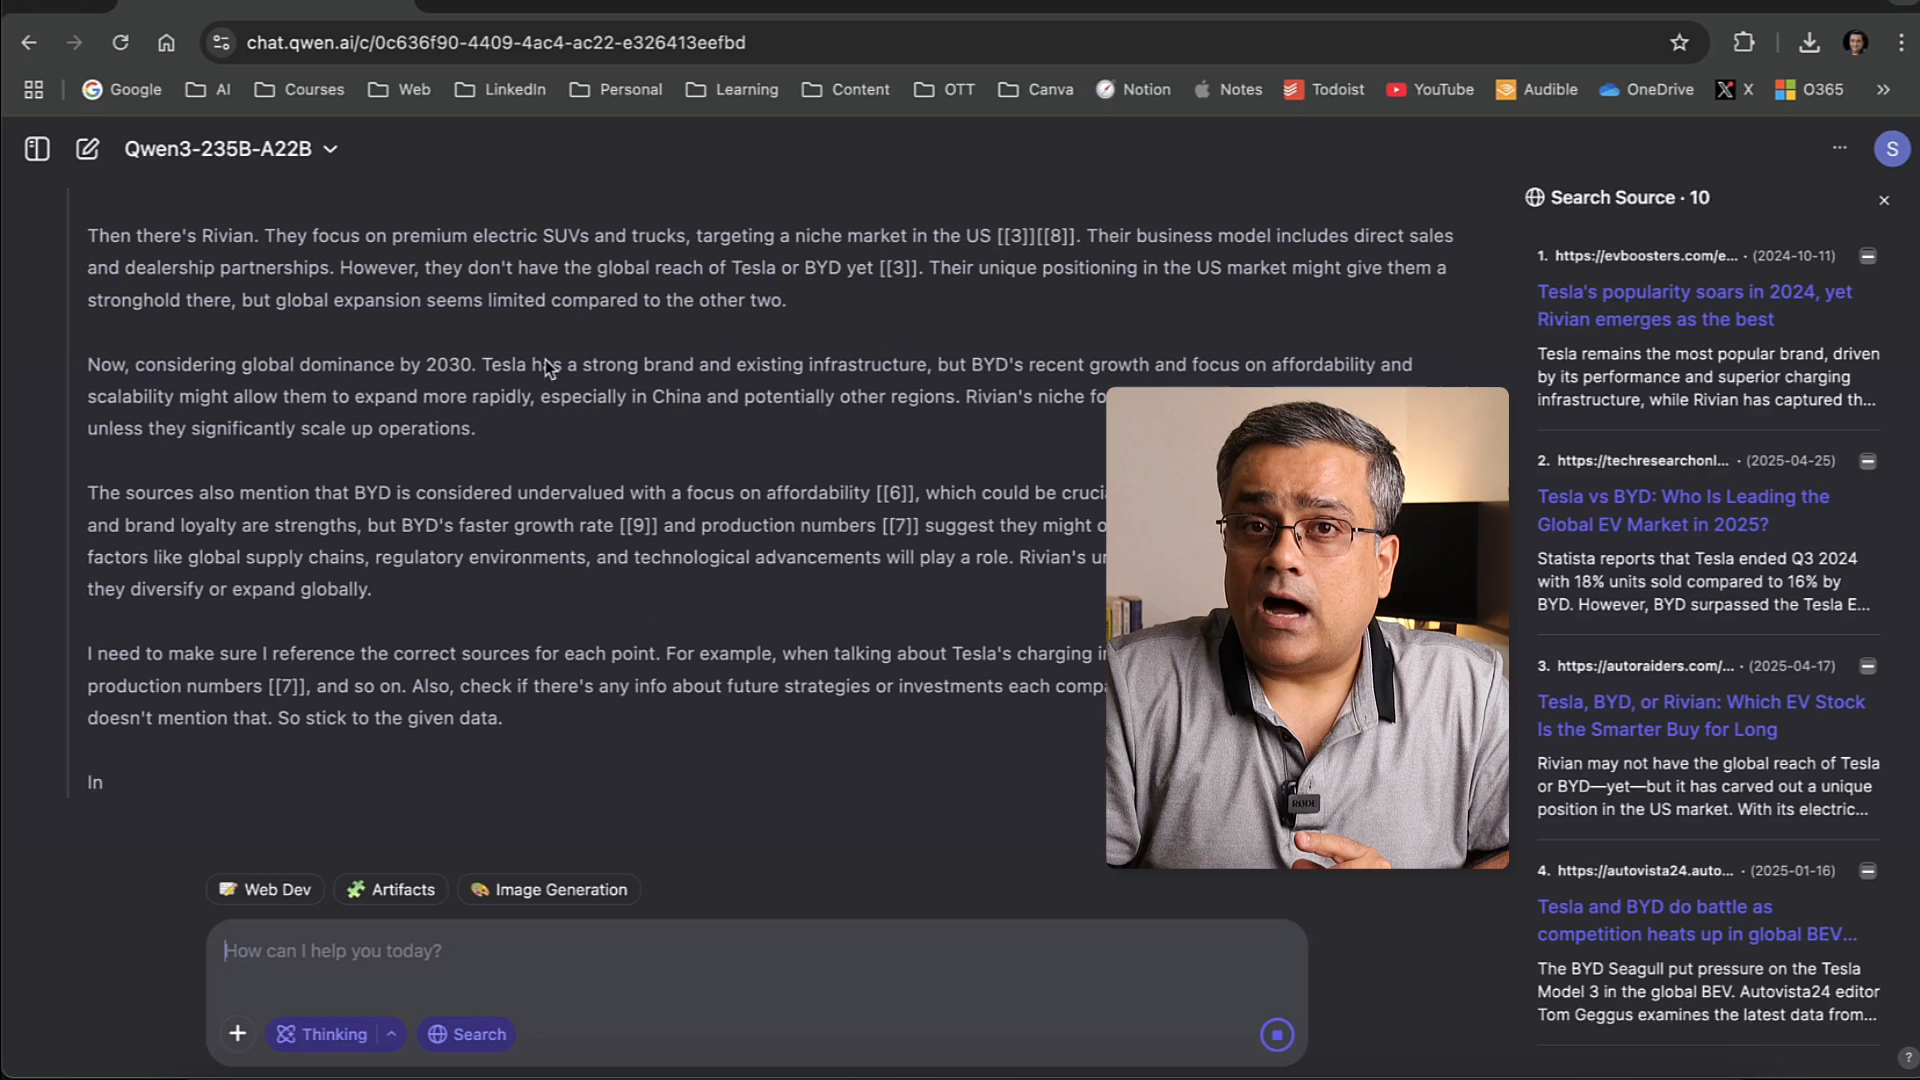 chat.qwen.ai/c/0c636f90-4409-4ac4-ac22-e326413eefbd
Google
AI
Courses
Web
LinkedIn
Personal
Learning
Content
OTT
Canva
Notion
Notes
Todoist
YouTube
Audible
OneDrive
X
O365
Qwen3-235B-A22B
S
Then there's Rivian. They focus on premium electric SUVs and trucks, targeting a niche market in the US [[3]][[8]]. Their business model includes direct sales
and dealership partnerships. However, they don't have the global reach of Tesla or BYD yet [[3]]. Their unique positioning in the US market might give them a
stronghold there, but global expansion seems limited compared to the other two.
Now, considering global dominance by 2030. Tesla has a strong brand and existing infrastructure, but BYD's recent growth and focus on affordability and
scalability might allow them to expand more rapidly, especially in China and potentially other regions. Rivian's niche
unless they significantly scale up operations.
The sources also mention that BYD is considered undervalued with a focus on affordability [[6]], which could be
and brand loyalty are strengths, but BYD's faster growth rate [[9]] and production numbers [[7]] suggest they might
factors like global supply chains, regulatory environments, and technological advancements will play a role. Rivian's
they diversify or expand globally.
I need to make sure I reference the correct sources for each point. For example, when talking about Tesla's charging
production numbers [[7]], and so on. Also, check if there's any info about future strategies or investments each
doesn't mention that. So stick to the given data.
In
Web Dev
Artifacts
Image Generation
How can I help you today?
Thinking
Search
RØDE
Search Source · 10
1. https://evboosters.com/e... · (2024-10-11)
Tesla's popularity soars in 2024, yet
Rivian emerges as the best
Tesla remains the most popular brand, driven
by its performance and superior charging
infrastructure, while Rivian has captured th...
2. https://techresearchonl... · (2025-04-25)
Tesla vs BYD: Who Is Leading the
Global EV Market in 2025?
Statista reports that Tesla ended Q3 2024
with 18% units sold compared to 16% by
BYD. However, BYD surpassed the Tesla E...
3. https://autoraiders.com/... · (2025-04-17)
Tesla, BYD, or Rivian: Which EV Stock
Is the Smarter Buy for Long
Rivian may not have the global reach of Tesla
or BYD—yet—but it has carved out a unique
position in the US market. With its electric...
4. https://autovista24.auto... · (2025-01-16)
Tesla and BYD do battle as
competition heats up in global BEV...
The BYD Seagull put pressure on the Tesla
Model 3 in the global BEV. Autovista24 editor
Tom Geggus examines the latest data from...
?